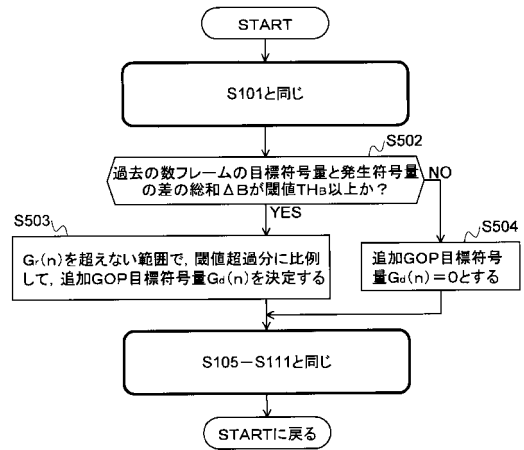 START
S101と同じ
S502
過去の数フレームの目標符号量と発生符号量
の差の総和ΔBが閾値THB以上か？
NO
YES
S503
Gr(n)を超えない範囲で，閾値超過分に比例
して，追加GOP目標符号量Gd(n)を決定する
S504
追加GOP目標符号
量Gd(n)＝0とする
S105－S111と同じ
STARTに戻る